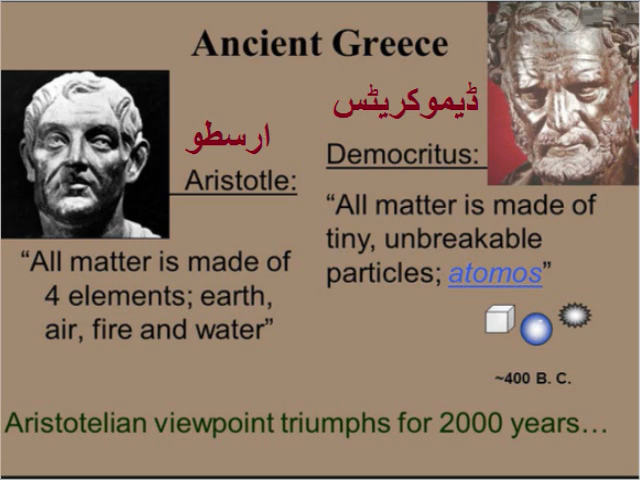 Ancient Greece
ارسطو
Aristotle:
“All matter is made of
4 elements; earth,
air, fire and water”
ڈیموکریٹس
Democritus:
“All matter is made of
tiny, unbreakable
particles; atomos”
~400 B. C.
Aristotelian viewpoint triumphs for 2000 years…